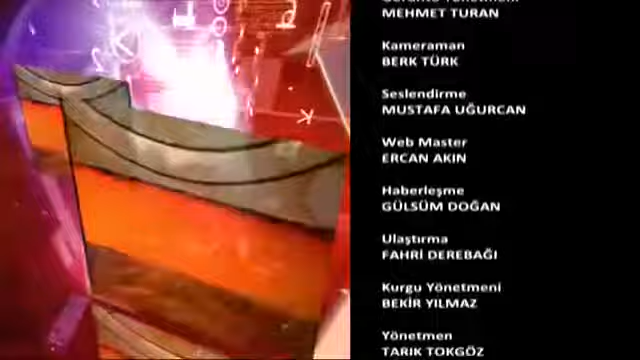 MEHMET TURAN
Kameraman
BERK TÜRK
Seslendirme
MUSTAFA UĞURCAN
Web Master
ERCAN AKIN
Haberleşme
GÜLSÜM DOĞAN
Ulaştırma
FAHRİ DEREBAĞI
Kurgu Yönetmeni
BEKİR YILMAZ
Yönetmen
TARIK TOKGÖZ